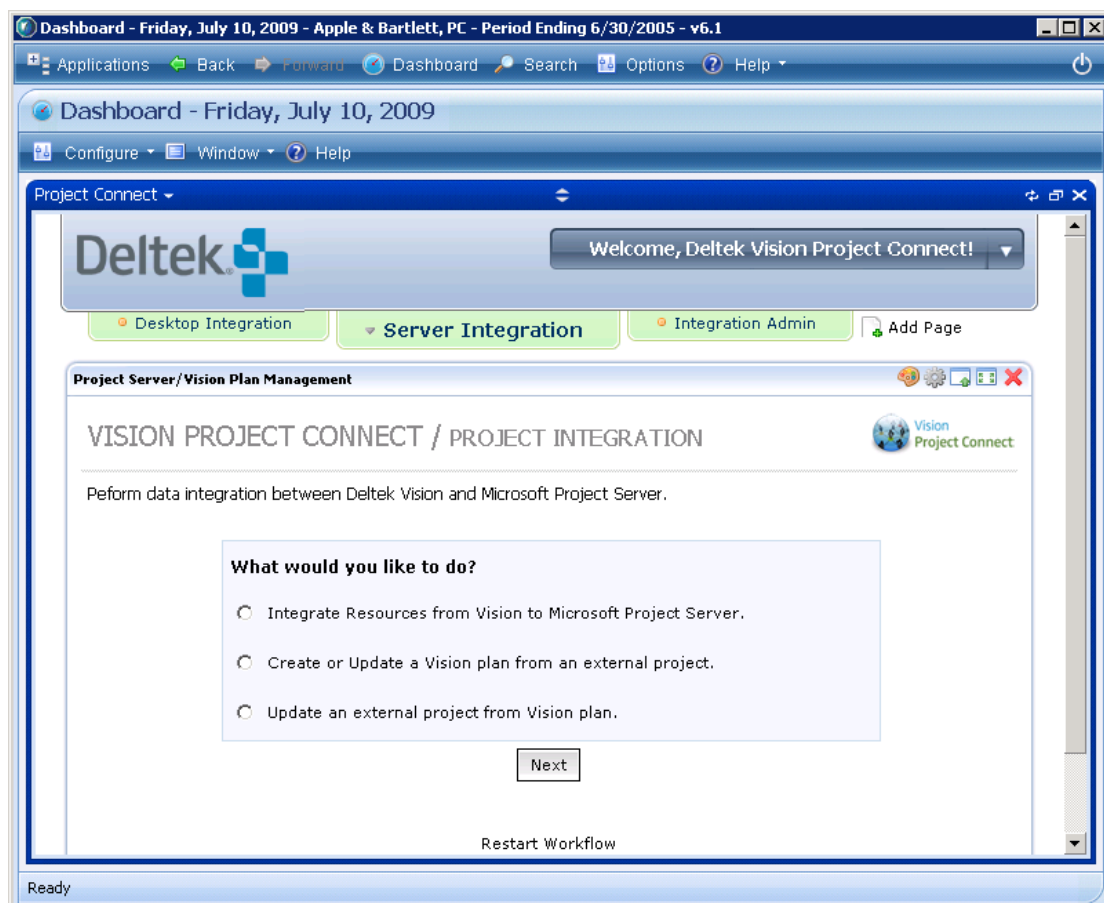 Dashboard - Friday, July 10, 2009 - Apple & Bartlett, PC - Period Ending 6/30/2005 - v6.1
Applications Back Forward Dashboard Search Options Help
Dashboard - Friday, July 10, 2009
Configure Window Help
Project Connect
Deltek
Welcome, Deltek Vision Project Connect!
Desktop Integration Server Integration Integration Admin Add Page
Project Server/Vision Plan Management
VISION PROJECT CONNECT / PROJECT INTEGRATION
Vision
Project Connect
Peform data integration between Deltek Vision and Microsoft Project Server.
What would you like to do?
Integrate Resources from Vision to Microsoft Project Server.
Create or Update a Vision plan from an external project.
Update an external project from Vision plan.
Next
Restart Workflow
Ready